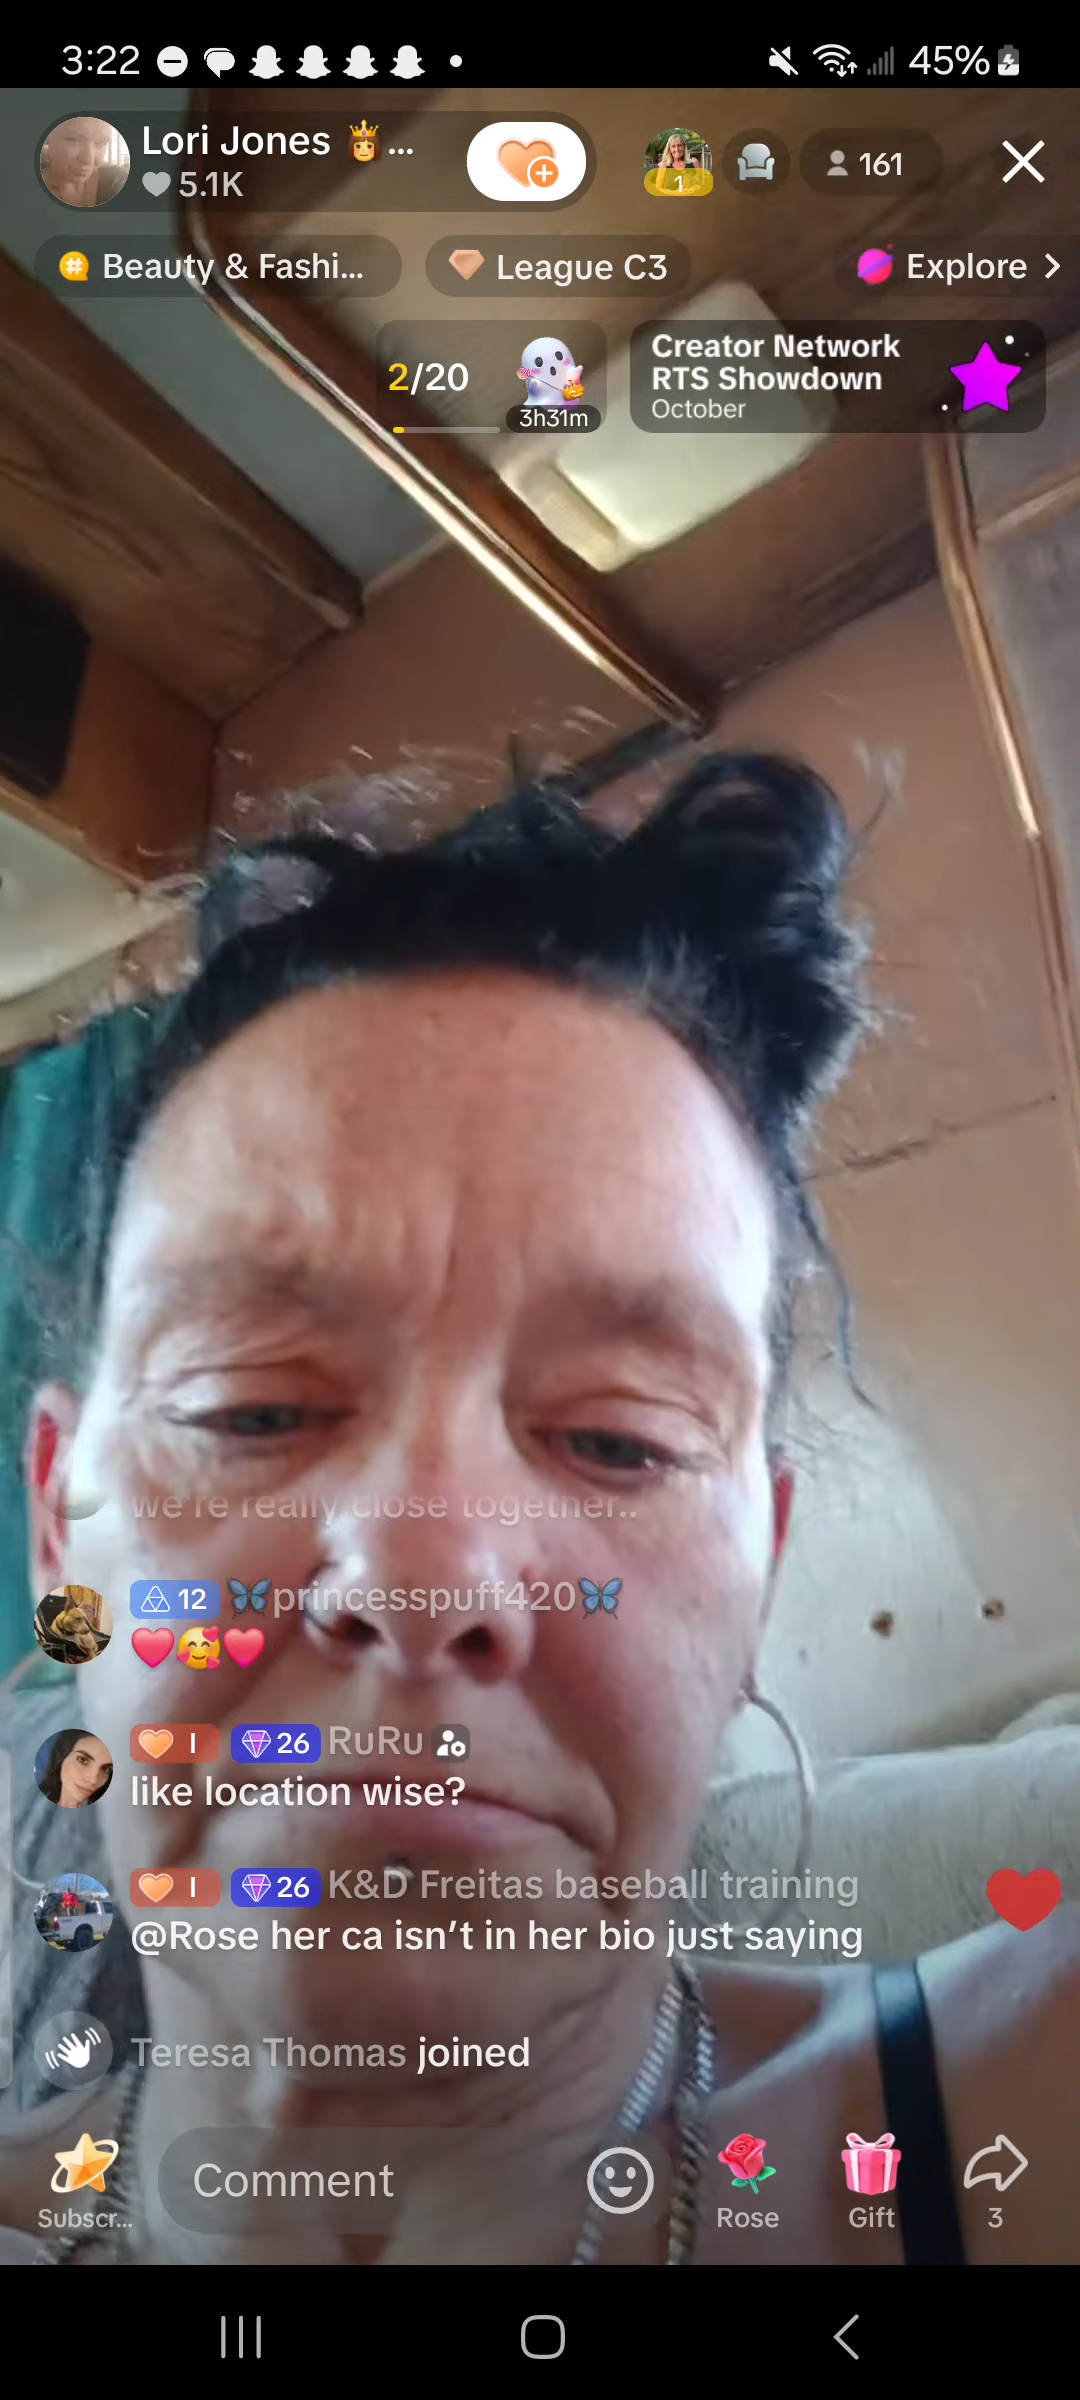 3:22
45%
Lori Jones 👸...
5.1K
1
161
Beauty & Fashi...
League C3
Explore
2/20
3h31m
Creator Network
RTS Showdown
October
we're really close together..
12 🦋princesspuff420🦋
❤️🥰❤️
I 26 RuRu
like location wise?
I 26 K&D Freitas baseball training
@Rose her ca isn't in her bio just saying
Teresa Thomas joined
Comment
Subscr...
Rose
Gift
3